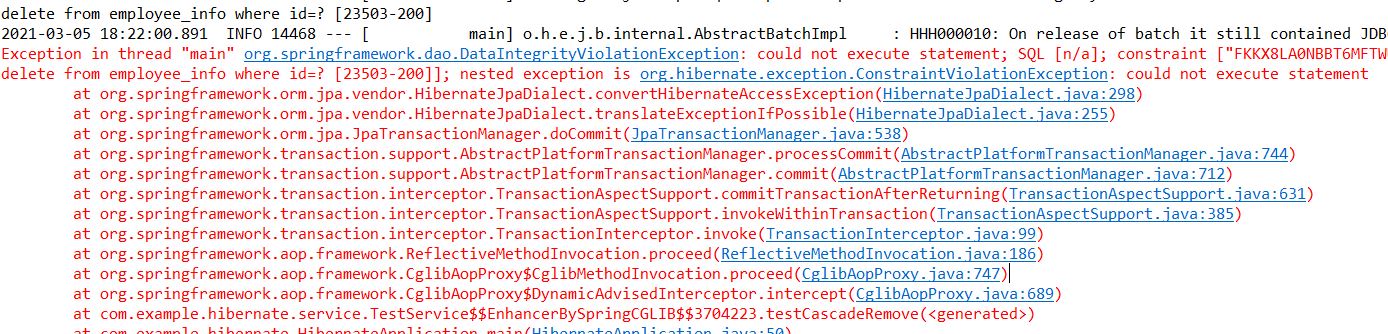 delete from employee_info where id=? [23503-200]
2021-03-05 18:22:00.891  INFO 14468 --- [           main] o.h.e.j.b.internal.AbstractBatchImpl     : HHH000010: On release of batch it still contained JDB
Exception in thread "main" org.springframework.dao.DataIntegrityViolationException: could not execute statement; SQL [n/a]; constraint ["FKKX8LA0NBBT6MFTW
delete from employee_info where id=? [23503-200]]; nested exception is org.hibernate.exception.ConstraintViolationException: could not execute statement
at org.springframework.orm.jpa.vendor.HibernateJpaDialect.convertHibernateAccessException(HibernateJpaDialect.java:298)
at org.springframework.orm.jpa.vendor.HibernateJpaDialect.translateExceptionIfPossible(HibernateJpaDialect.java:255)
at org.springframework.orm.jpa.JpaTransactionManager.doCommit(JpaTransactionManager.java:538)
at org.springframework.transaction.support.AbstractPlatformTransactionManager.processCommit(AbstractPlatformTransactionManager.java:744)
at org.springframework.transaction.support.AbstractPlatformTransactionManager.commit(AbstractPlatformTransactionManager.java:712)
at org.springframework.transaction.interceptor.TransactionAspectSupport.commitTransactionAfterReturning(TransactionAspectSupport.java:631)
at org.springframework.transaction.interceptor.TransactionAspectSupport.invokeWithinTransaction(TransactionAspectSupport.java:385)
at org.springframework.transaction.interceptor.TransactionInterceptor.invoke(TransactionInterceptor.java:99)
at org.springframework.aop.framework.ReflectiveMethodInvocation.proceed(ReflectiveMethodInvocation.java:186)
at org.springframework.aop.framework.CglibAopProxy$CglibMethodInvocation.proceed(CglibAopProxy.java:747)
at org.springframework.aop.framework.CglibAopProxy$DynamicAdvisedInterceptor.intercept(CglibAopProxy.java:689)
at com.example.hibernate.service.TestService$$EnhancerBySpringCGLIB$$3704223.testCascadeRemove(<generated>)
at com.example.hibernate.HibernateApplication.main(HibernateApplication.java:50)